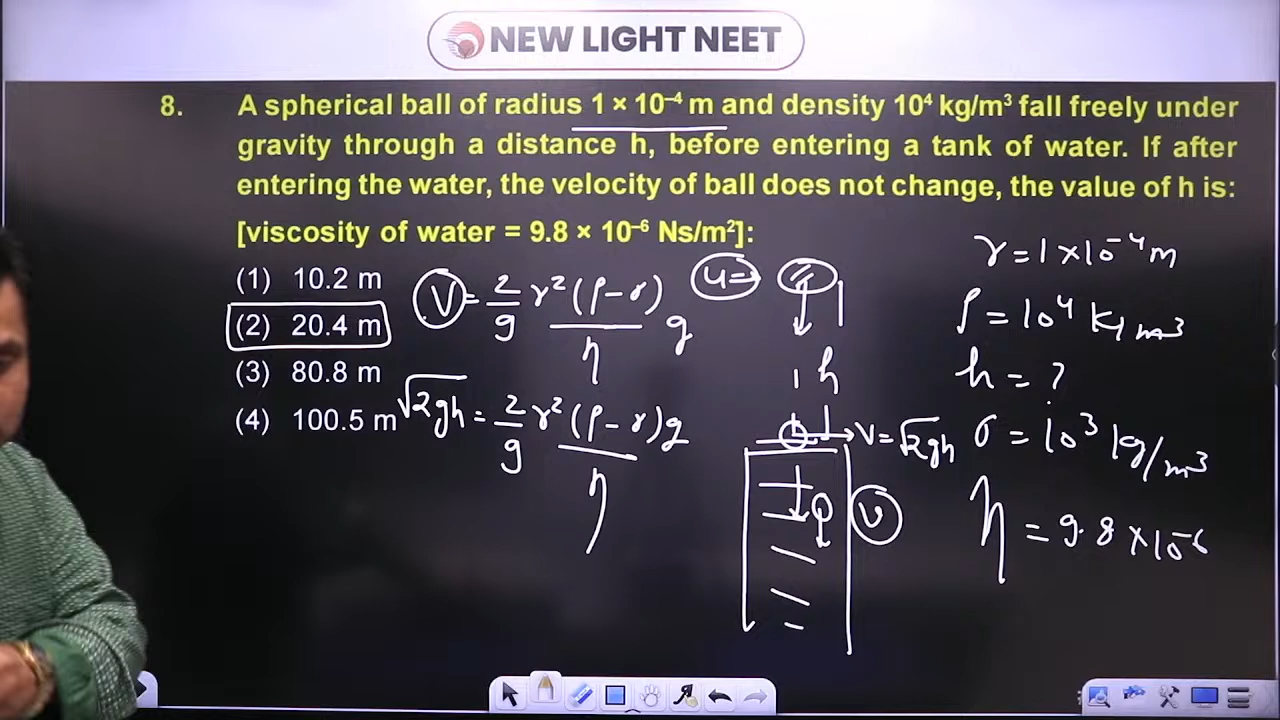 NEW LIGHT NEET
8. A spherical ball of radius 1 × 10⁻⁴ m and density 10⁴ kg/m³ fall freely under
gravity through a distance h, before entering a tank of water. If after
entering the water, the velocity of ball does not change, the value of h is:
[viscosity of water = 9.8 × 10⁻⁶ Ns/m²]:
(1) 10.2 m
(2) 20.4 m
(3) 80.8 m
(4) 100.5 m
V = 2/9 r² (ρ – σ) g / η
√2gh = 2/9 r² (ρ – σ) g / η
u =
h
V = √2gh
V
r = 1 × 10⁻⁴ m
ρ = 10⁴ kg/m³
h = ?
σ = 10³ kg/m³
η = 9.8 × 10⁻⁶